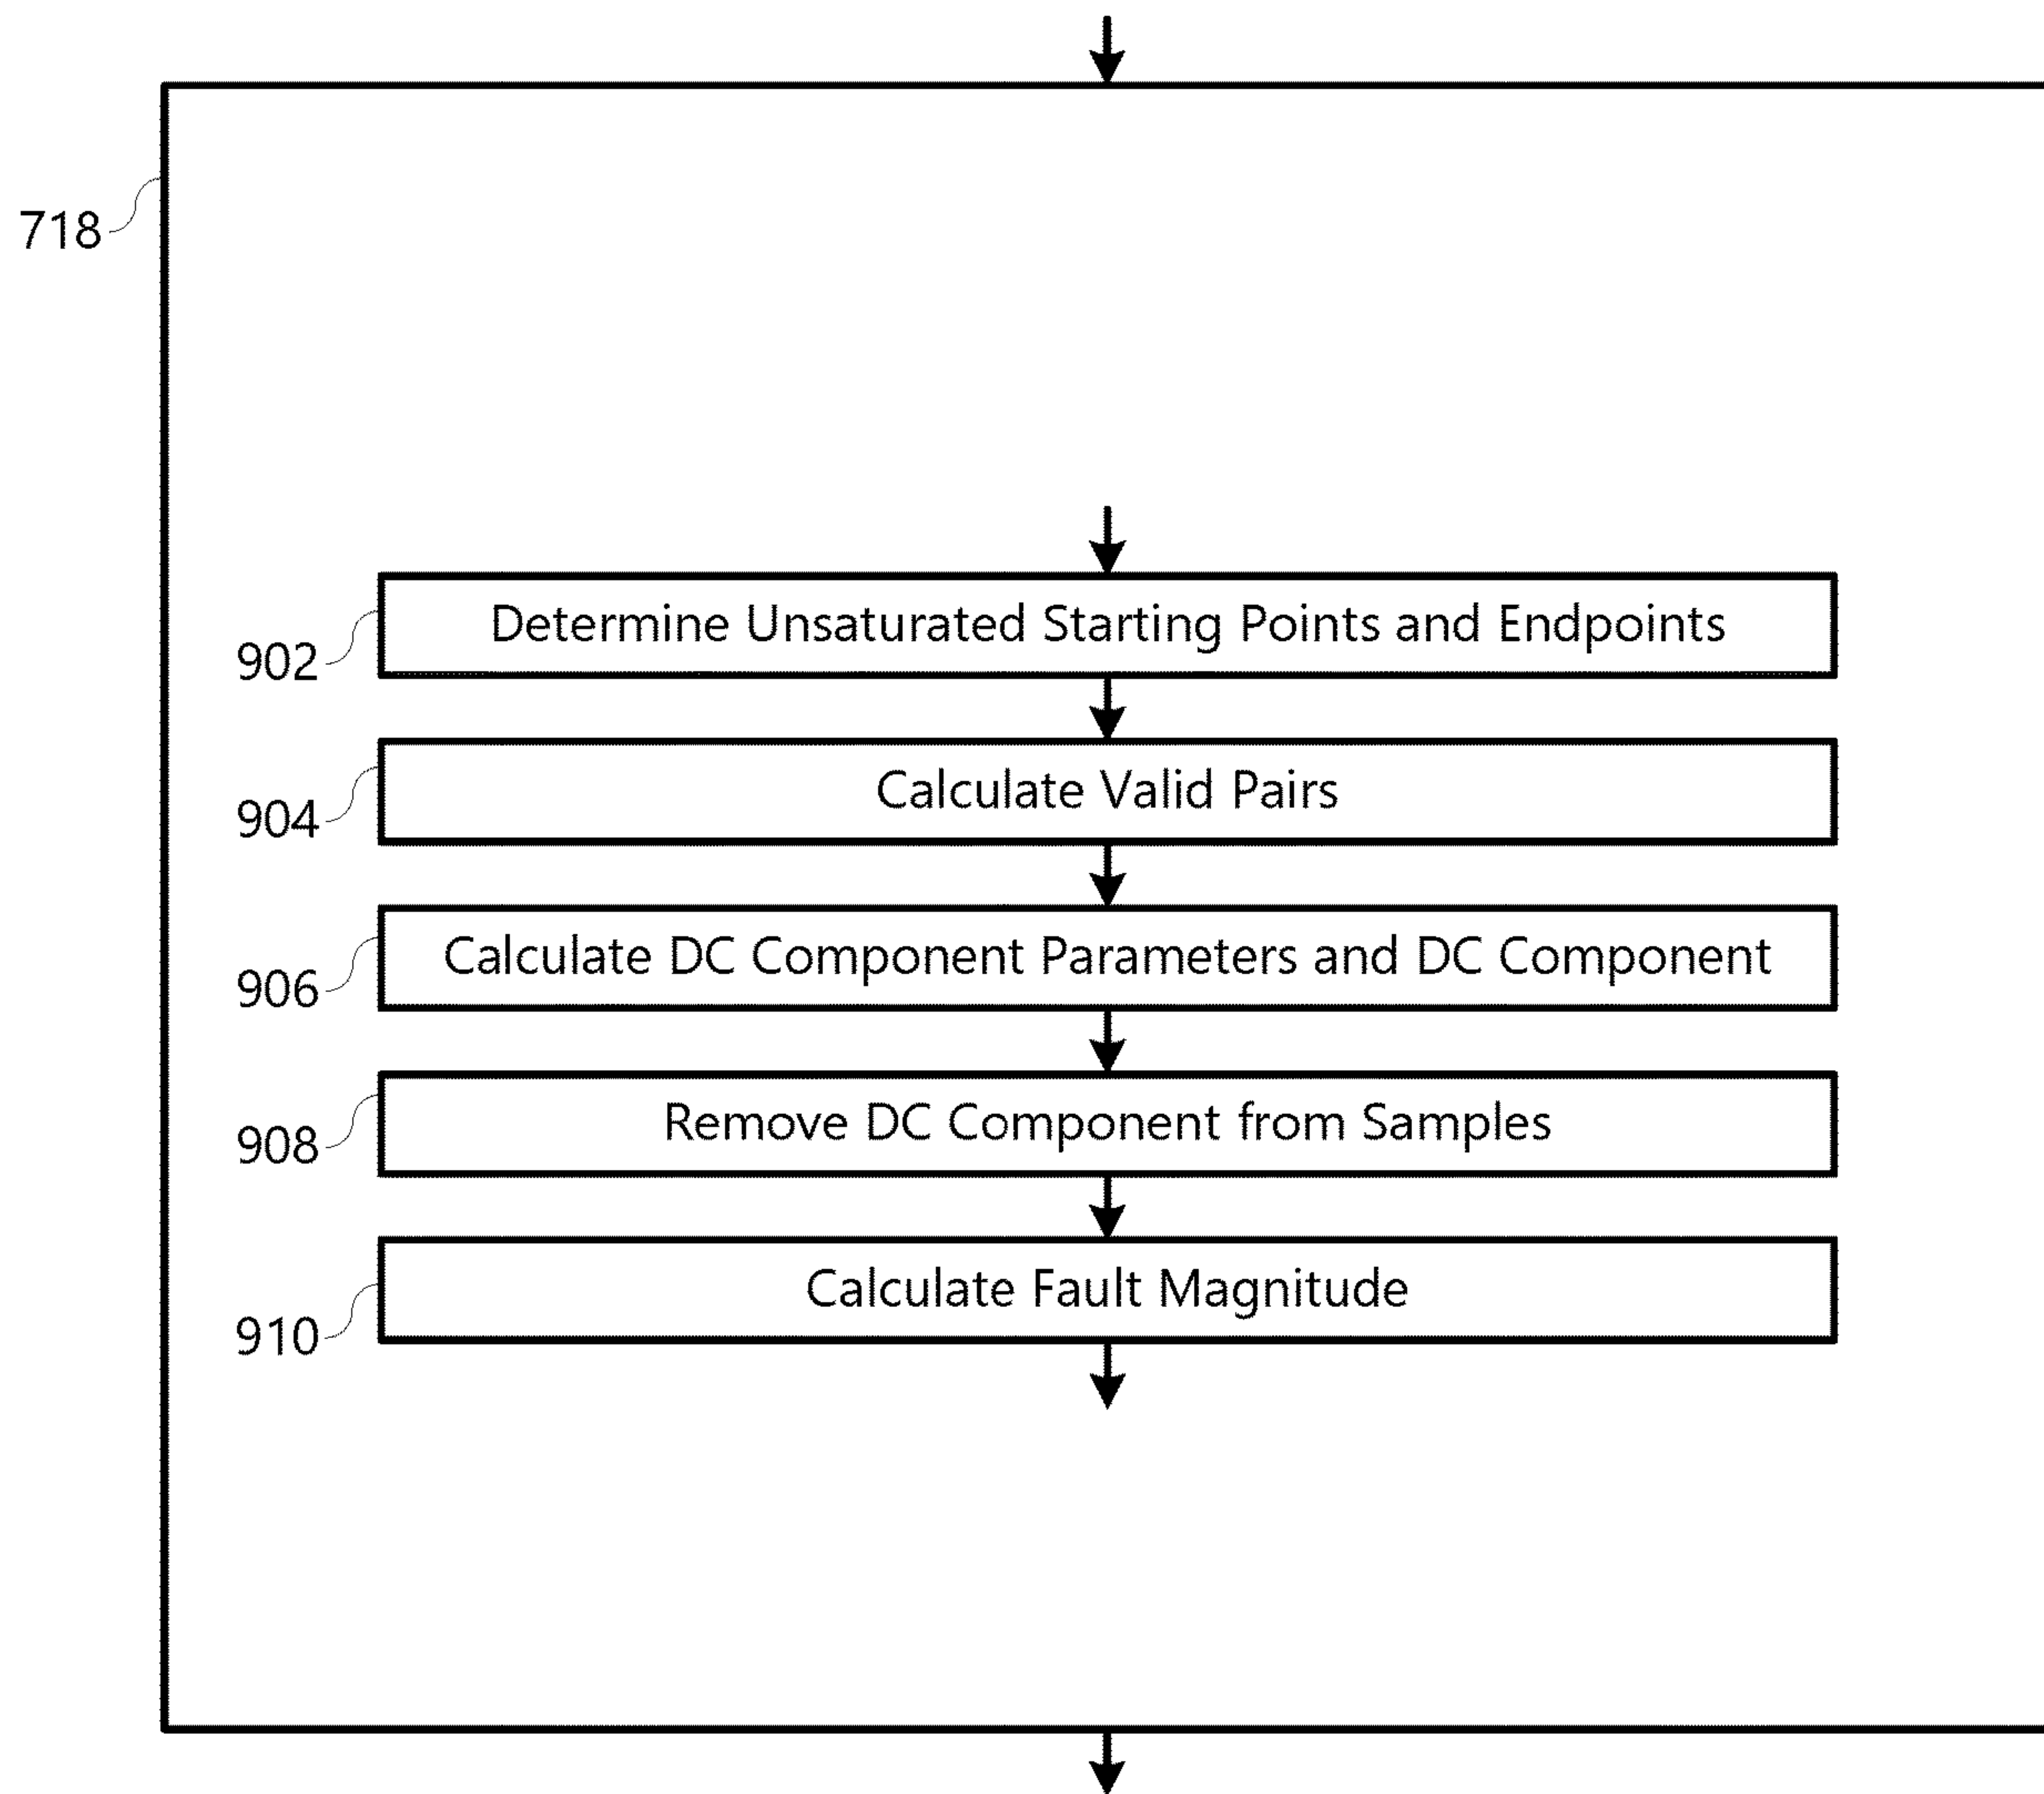 718
Determine Unsaturated Starting Points and Endpoints
902
Calculate Valid Pairs
904
Calculate DC Component Parameters and DC Component
906
Remove DC Component from Samples
908
Calculate Fault Magnitude
910